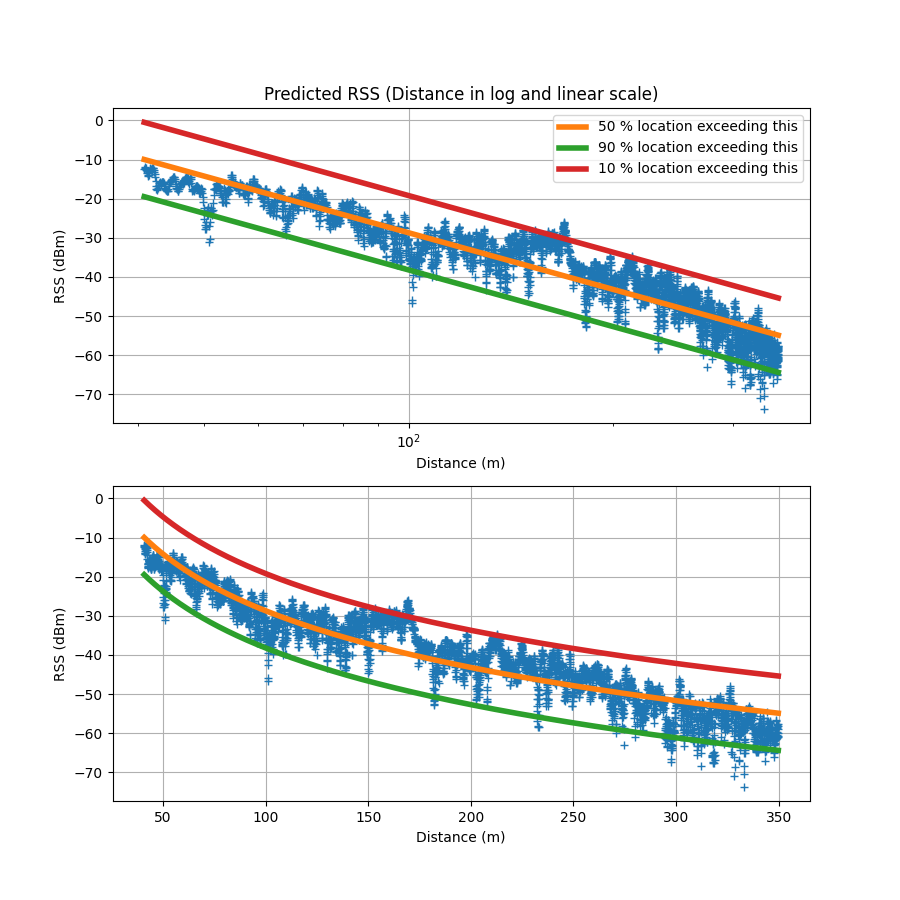 Predicted RSS (Distance in log and linear scale)
0
−10
−20
−30
−40
−50
−60
−70
RSS (dBm)
50 % location exceeding this
90 % location exceeding this
10 % location exceeding this
10²
Distance (m)
0
−10
−20
−30
−40
−50
−60
−70
RSS (dBm)
50 100 150 200 250 300 350
Distance (m)